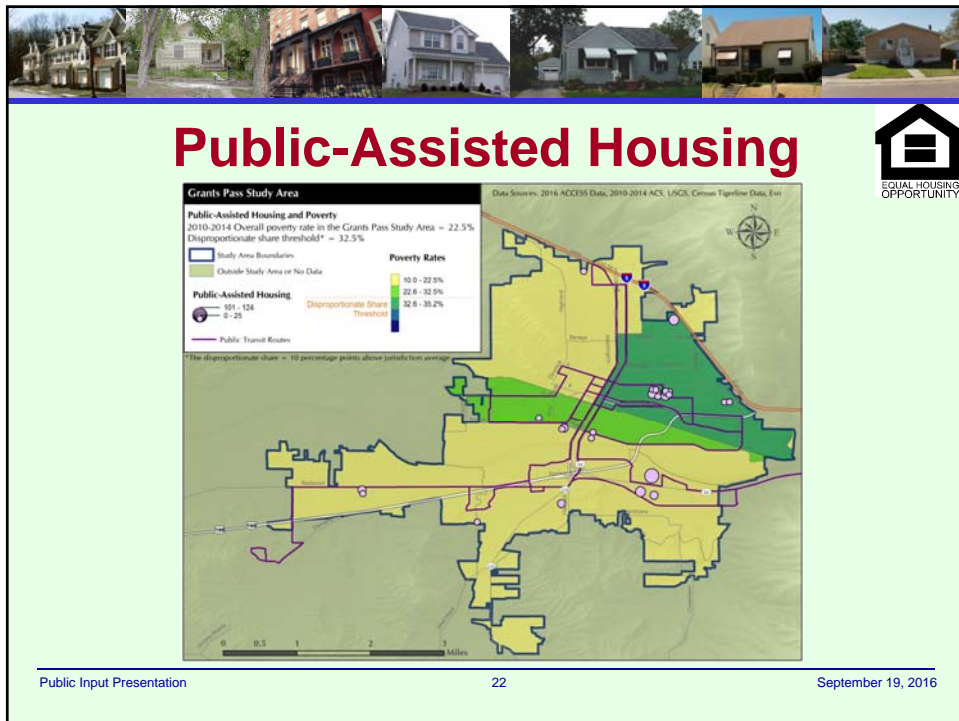 Public-Assisted Housing
EQUAL HOUSING
OPPORTUNITY
Grants Pass Study Area
Data Sources: 2016 ACCESS Data, 2010-2014 ACS, USGS, Census Tigerline Data, Esri
Public-Assisted Housing and Poverty
2010-2014 Overall poverty rate in the Grants Pass Study Area = 22.5%
Disproportionate share threshold* = 32.5%
Study Area Boundaries
Outside Study Area or No Data
Poverty Rates
10.0 - 22.5%
22.6 - 32.5%
32.6 - 35.2%
Disproportionate Share
Threshold
Public-Assisted Housing
101 - 124
0 - 25
Public Transit Routes
*The disproportionate share = 10 percentage points above jurisdiction average
N
W
E
S
0 0.5 1 2 3
Miles
Public Input Presentation
22
September 19, 2016